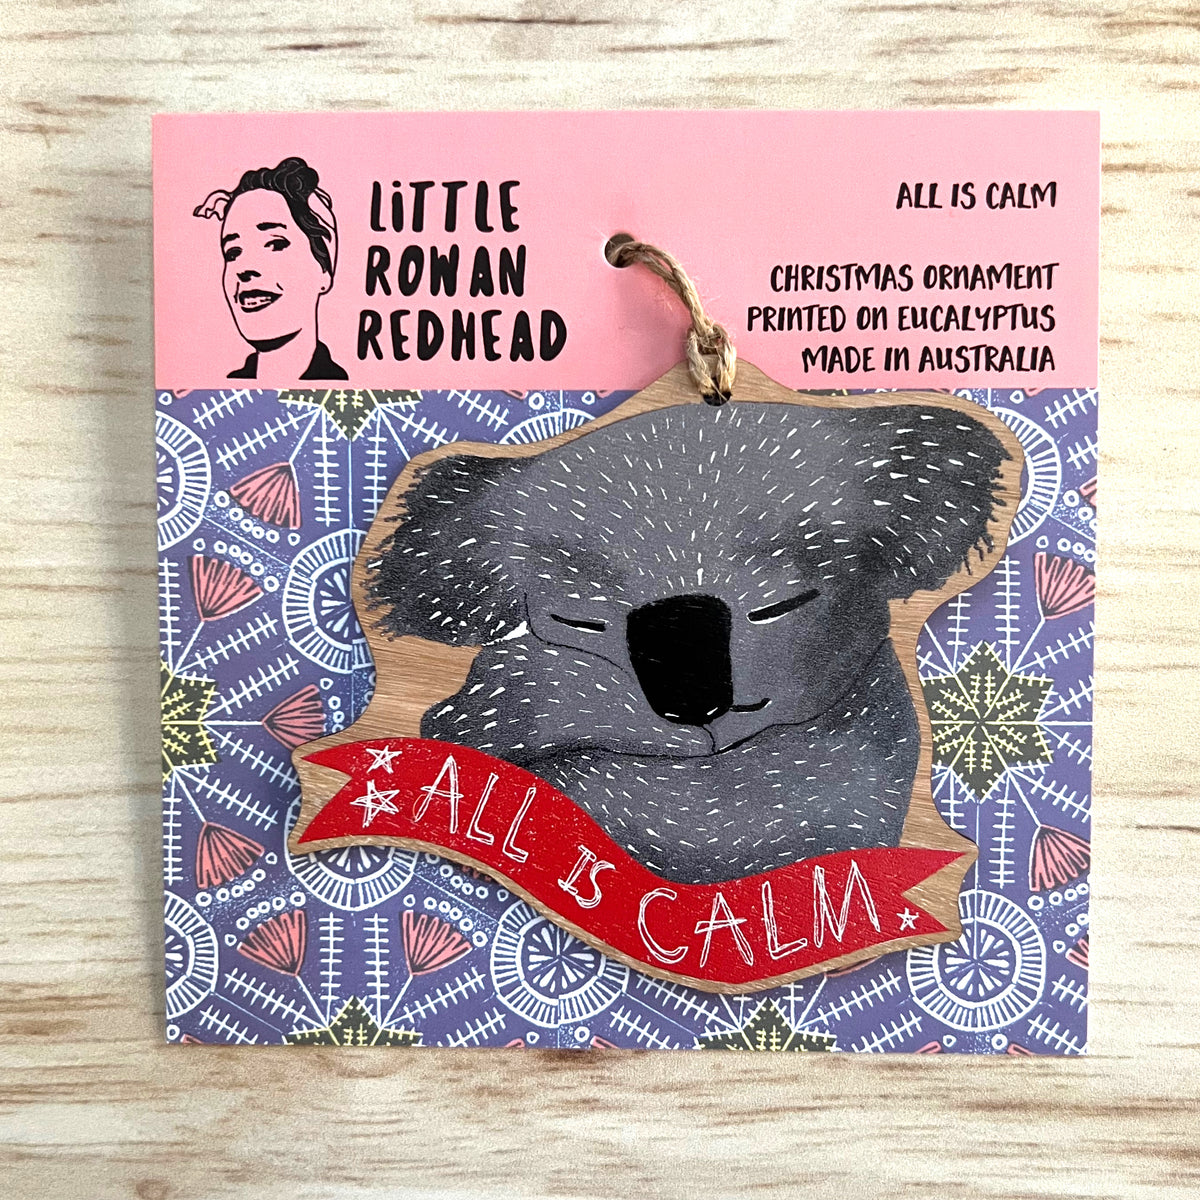 LiTTLE
ROWAN
REDHEAD
ALL IS CALM
CHRISTMAS ORNAMENT
PRINTED ON EUCALYPTUS
MADE IN AUSTRALIA
ALL IS CALM